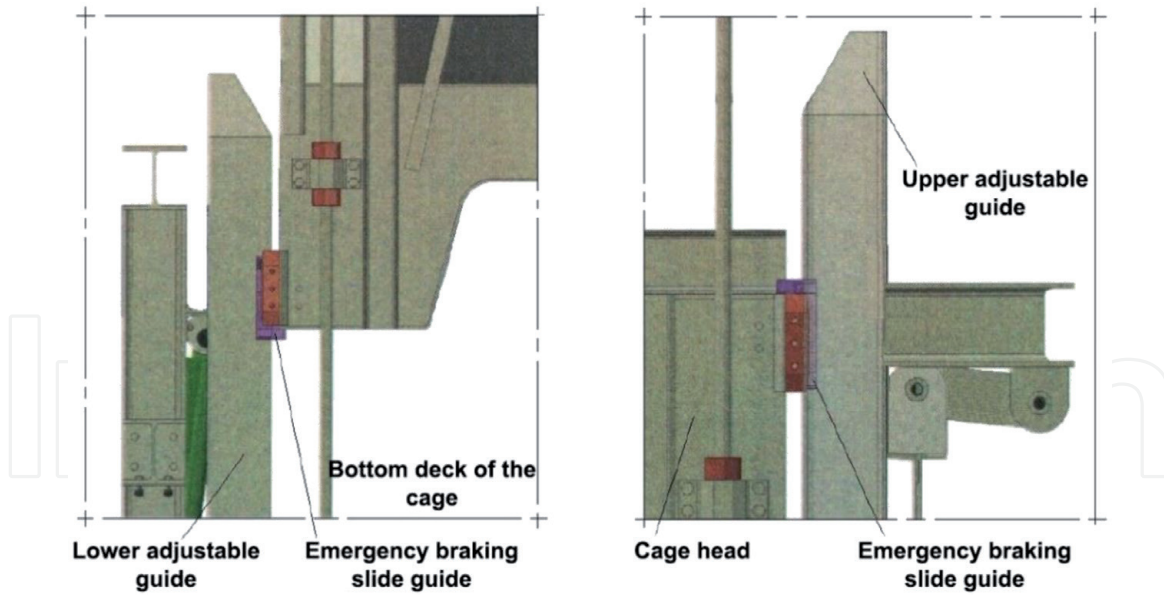 Upper adjustable
guide
Bottom deck of the
cage
Lower adjustable
guide
Emergency braking
slide guide
Cage head
Emergency braking
slide guide